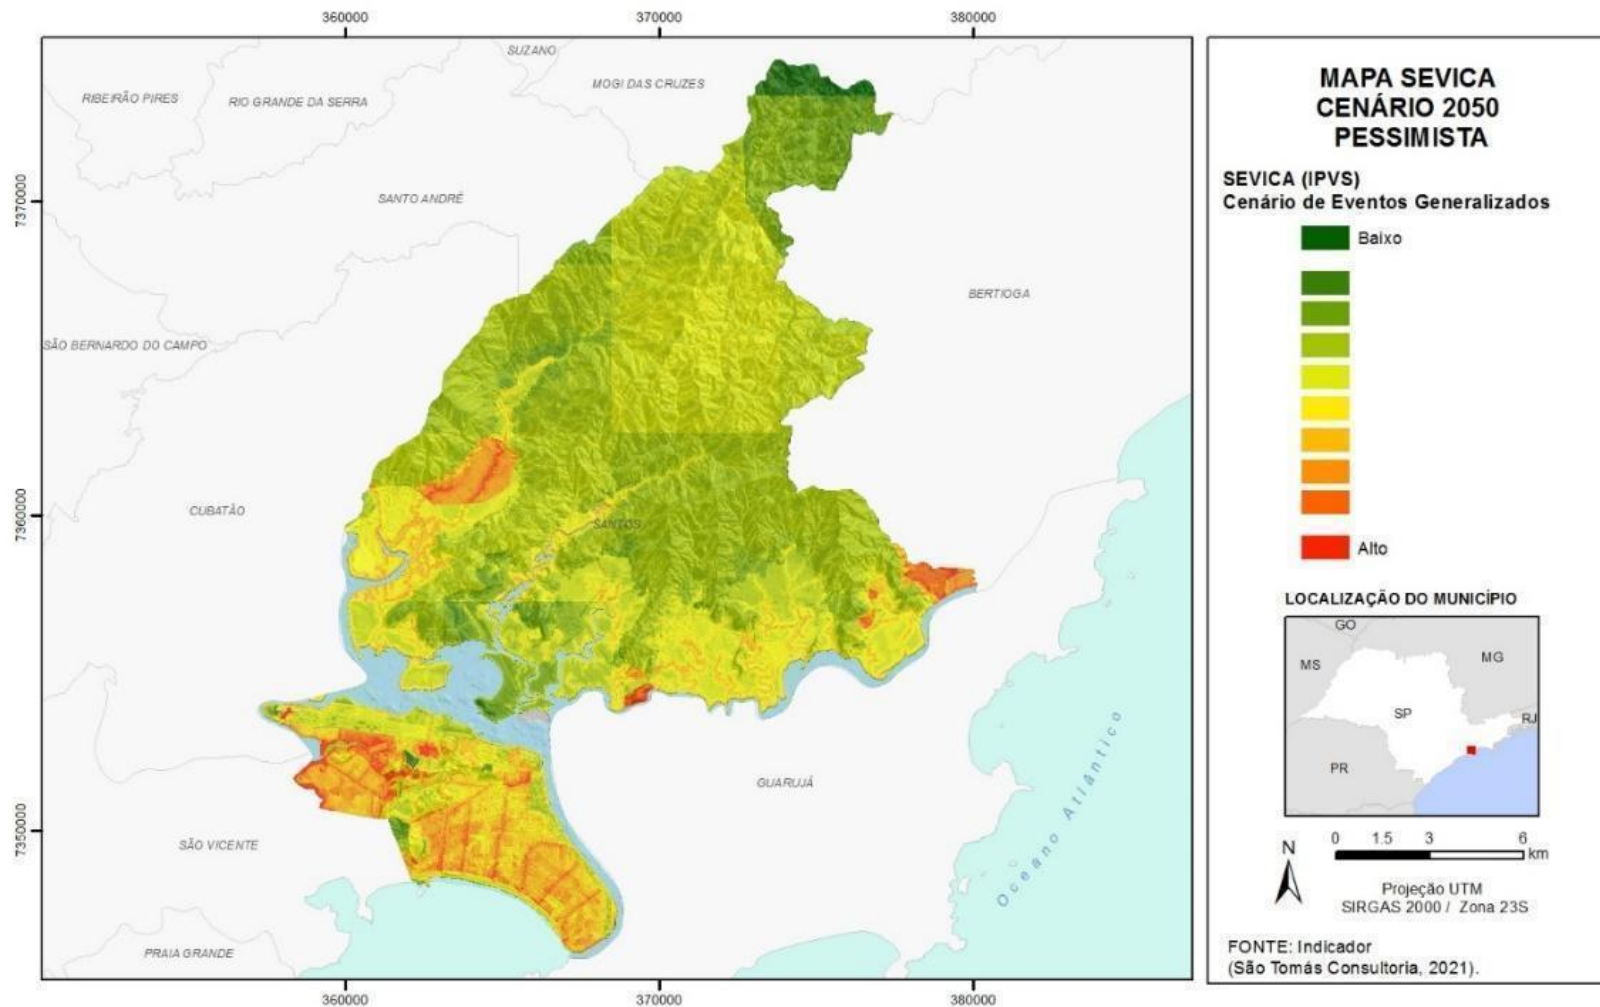 360000
370000
380000
SUZANO
MOGI DAS CRUZES
RIBEIRÃO PIRES
RIO GRANDE DA SERRA
SANTO ANDRÉ
7370000
BERTIOGA
SÃO BERNARDO DO CAMPO
CUBATÃO
7360000
SANTOS
GUARUJÁ
Oceano Atlântico
7350000
SÃO VICENTE
PRAIA GRANDE
360000
370000
380000
MAPA SEVICA
CENÁRIO 2050
PESSIMISTA
SEVICA (IPVS)
Cenário de Eventos Generalizados
Baixo
Alto
LOCALIZAÇÃO DO MUNICÍPIO
GO
MS
MG
SP
RJ
PR
N
0 1.5 3 6
km
Projeção UTM
SIRGAS 2000 / Zona 23S
FONTE: Indicador
(São Tomás Consultoria, 2021).